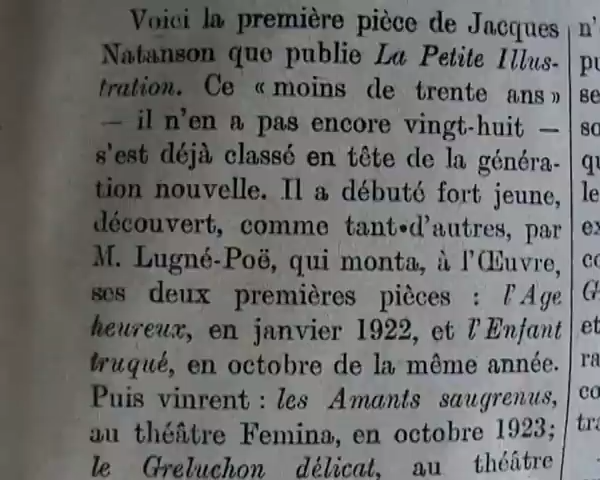 Voici la première pièce de Jacques
Natanson que publie La Petite Illus-
tration. Ce « moins de trente ans »
— il n'en a pas encore vingt-huit —
s'est déjà classé en tête de la généra-
tion nouvelle. Il a débuté fort jeune,
découvert, comme tant•d'autres, par
M. Lugné-Poë, qui monta, à l'Œuvre,
ses deux premières pièces : l'Age
heureux, en janvier 1922, et l'Enfant
truqué, en octobre de la même année.
Puis vinrent : les Amants saugrenus,
au théâtre Femina, en octobre 1923;
le Greluchon délicat, au théâtre